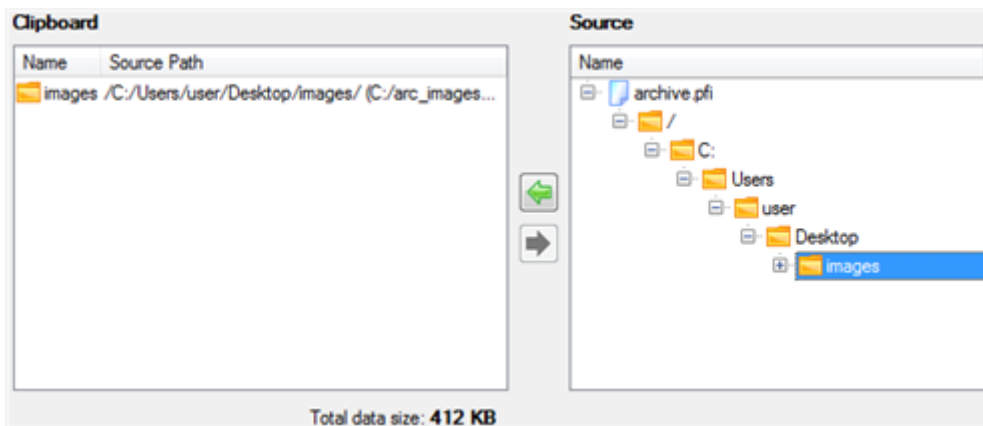 Clipboard
Name Source Path
images /C:/Users/user/Desktop/images/ (C:/arc_images...
Total data size: 412 KB
Source
Name
archive.pfi
/
C:
Users
user
Desktop
images